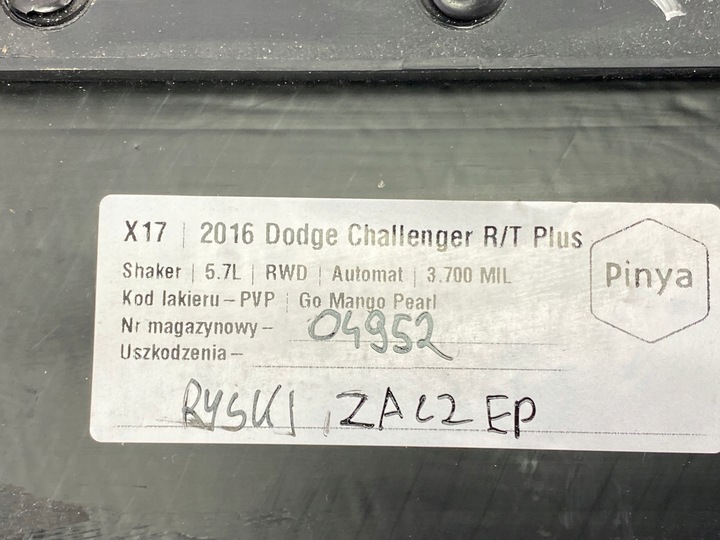 X17 | 2016 Dodge Challenger R/T Plus
Shaker | 5.7L | RWD | Automat | 3.700 MIL
Kod lakieru – PVP | Go Mango Pearl
Nr magazynowy – 04952
Uszkodzenia –
RYSKI, ZACZEP
Pinya